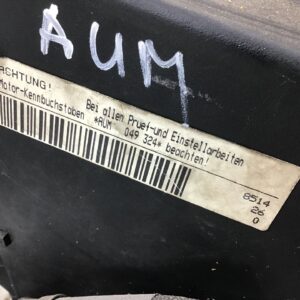 AUM
ACHTUNG!
Bei allen Pruef-und Einstellarbeiten
Motor-Kennbuchstaben *AUM 049 324* beachten!
8514
26
0